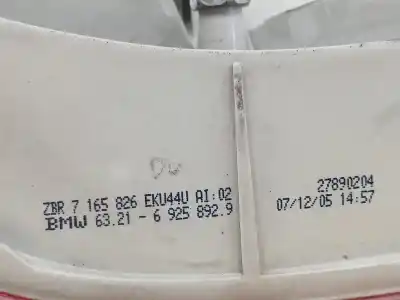 ZBR 7 165 826 EKU44U AI:02
BMW 63.21 - 6 925 892.9
27890204
07/12/05 14:57